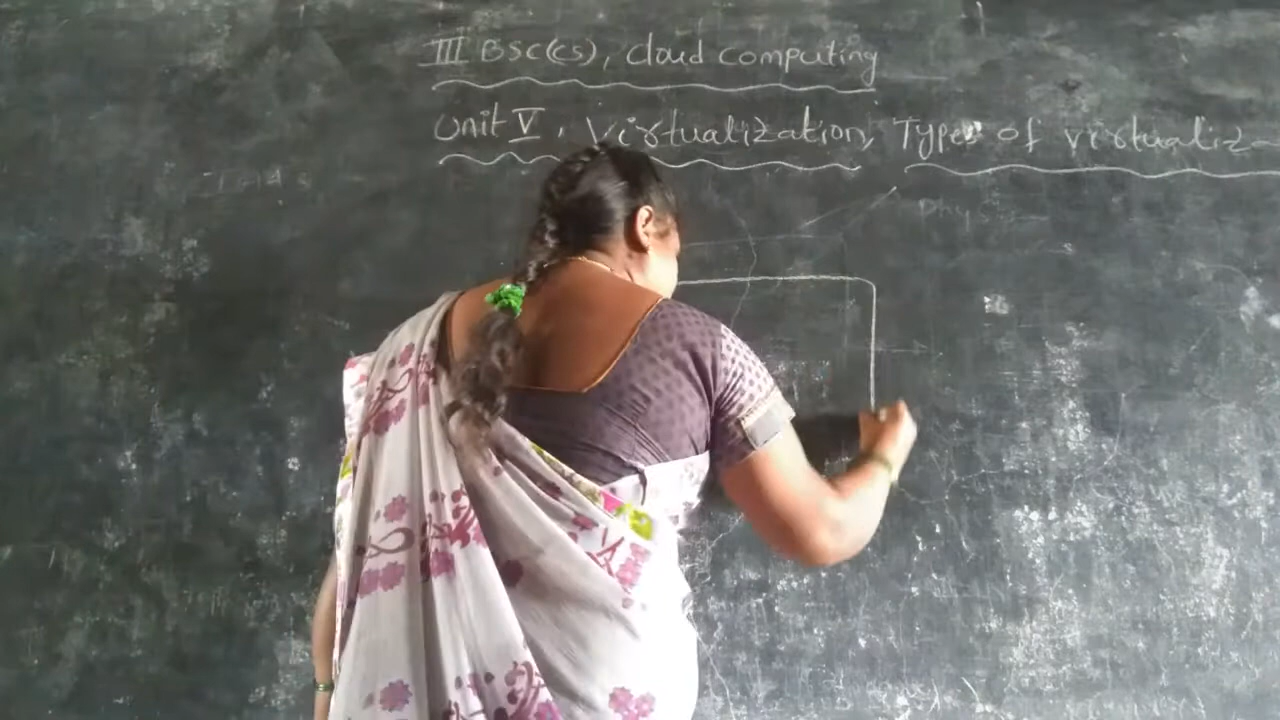 III BSC(CS), cloud computing
Unit V, Virtualization, Types of virtualiz